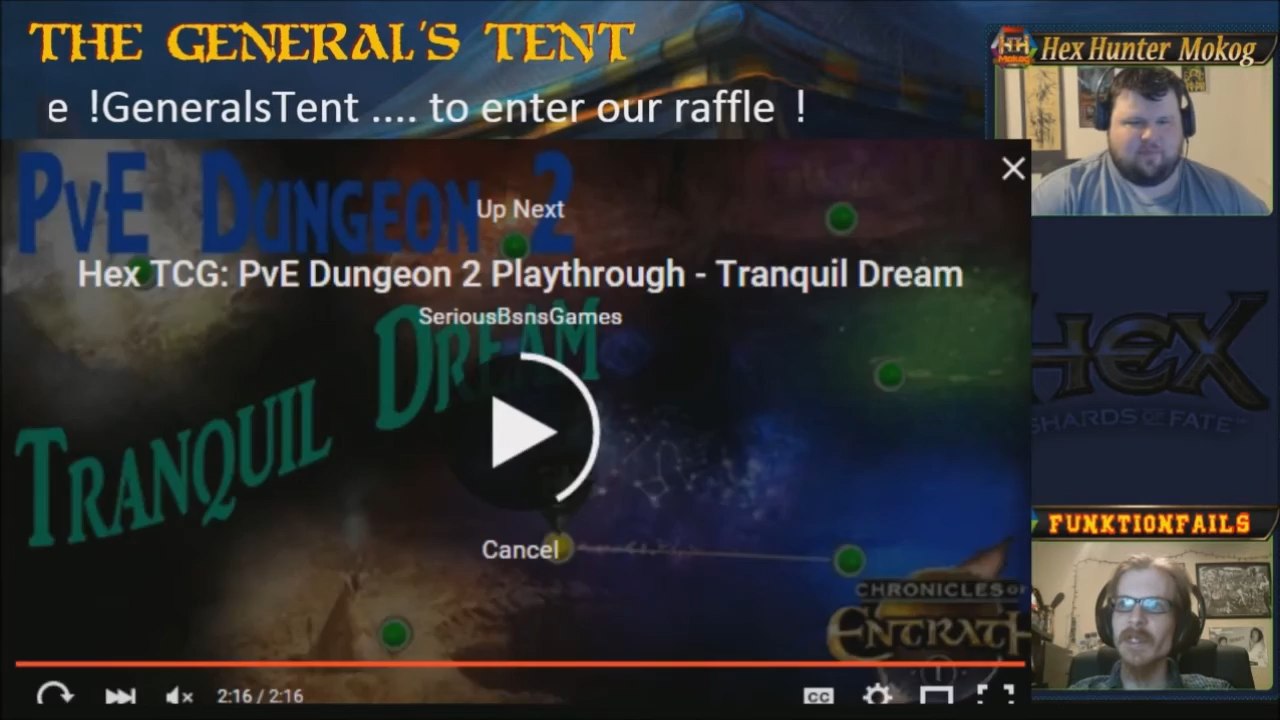 THE GENERAL'S TENT
e !GeneralsTent .... to enter our raffle !
HH
Mokog
Hex Hunter Mokog
PVE DUNGEON 2
Up Next
Hex TCG: PvE Dungeon 2 Playthrough - Tranquil Dream
SeriousBsnsGames
TRANQUIL DREAM
Cancel
HEX
SHARDS OF FATE
FUNKTIONFAILS
CHRONICLES OF
ENTRATH
2:16 / 2:16
CC